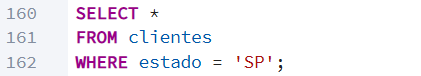 160 SELECT *
161 FROM clientes
162 WHERE estado = 'SP';